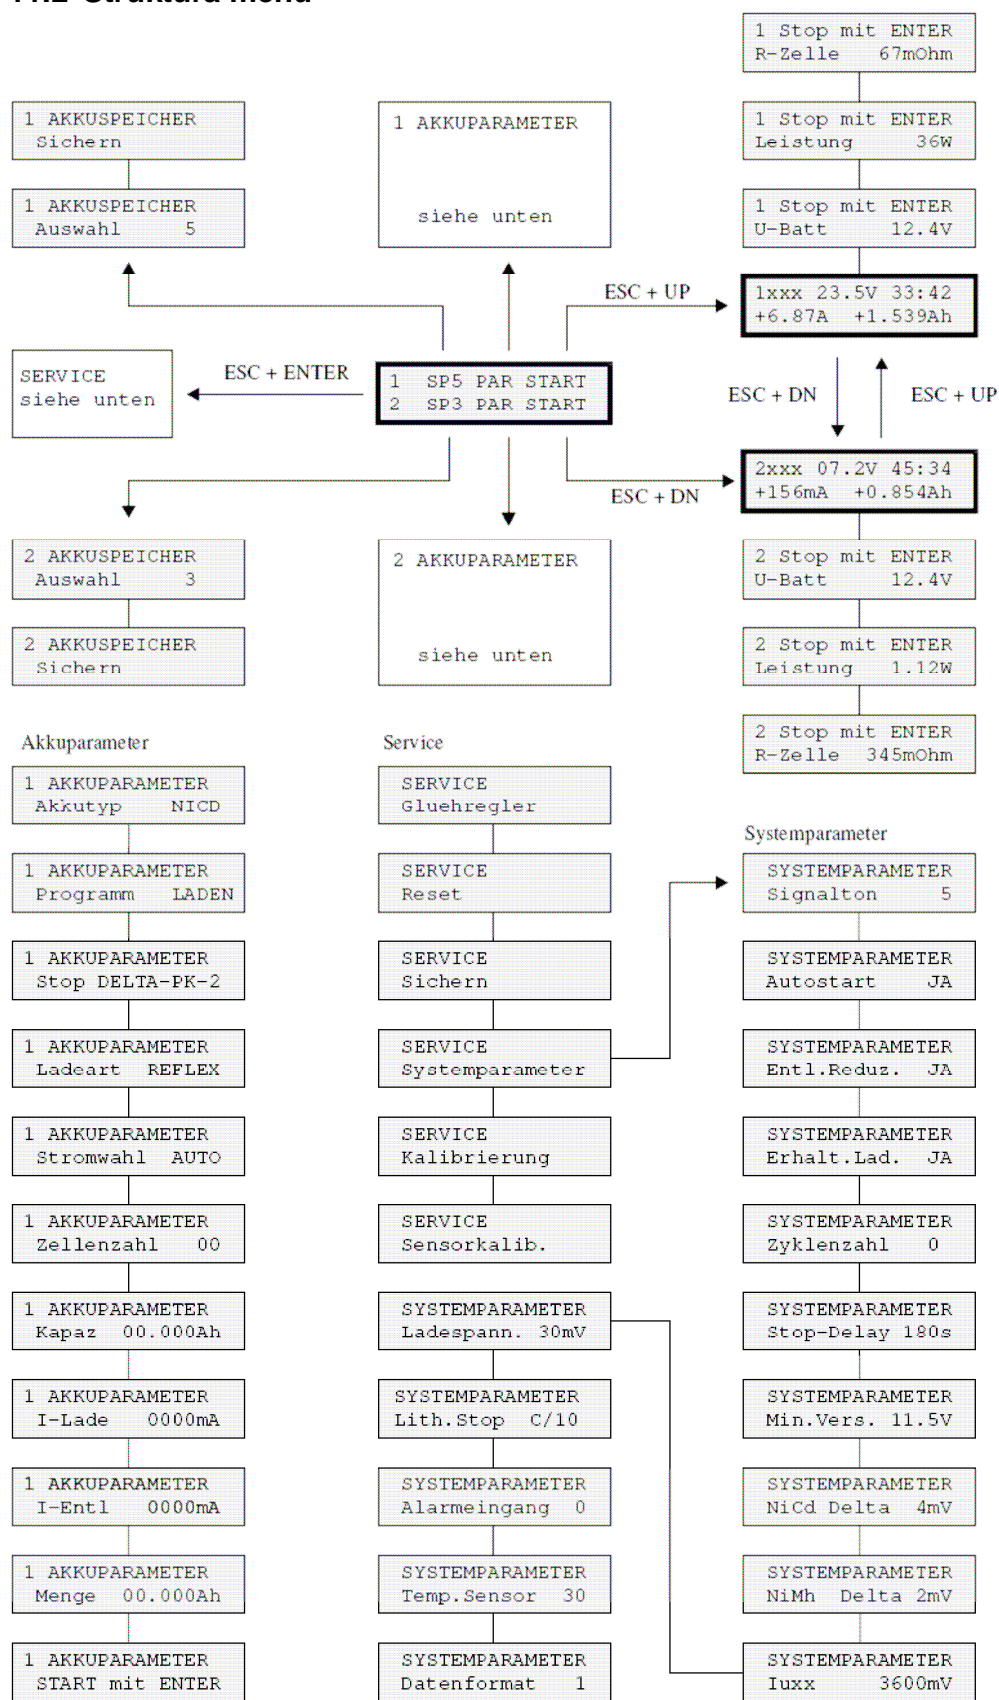 1 Stop mit ENTER
R-Zelle 67mOhm
1 AKKUSPEICHER
Sichern
1 AKKUPARAMETER
siehe unten
1 Stop mit ENTER
Leistung 36W
1 AKKUSPEICHER
Auswahl 5
1 Stop mit ENTER
U-Batt 12.4V
ESC + UP
1xxx 23.5V 33:42
+6.87A +1.539Ah
SERVICE
siehe unten
ESC + ENTER
1 SP5 PAR START
2 SP3 PAR START
ESC + DN
ESC + UP
ESC + DN
2xxx 07.2V 45:34
+156mA +0.854Ah
2 AKKUSPEICHER
Auswahl 3
2 AKKUPARAMETER
siehe unten
2 Stop mit ENTER
U-Batt 12.4V
2 AKKUSPEICHER
Sichern
2 Stop mit ENTER
Leistung 1.12W
2 Stop mit ENTER
R-Zelle 345mOhm
Akkuparameter
1 AKKUPARAMETER
Akkutyp NICD
1 AKKUPARAMETER
Programm LADEN
1 AKKUPARAMETER
Stop DELTA-PK-2
1 AKKUPARAMETER
Ladeart REFLEX
1 AKKUPARAMETER
Stromwahl AUTO
1 AKKUPARAMETER
Zellenzahl 00
1 AKKUPARAMETER
Kapaz 00.000Ah
1 AKKUPARAMETER
I-Lade 0000mA
1 AKKUPARAMETER
I-Entl 0000mA
1 AKKUPARAMETER
Menge 00.000Ah
1 AKKUPARAMETER
START mit ENTER
Service
SERVICE
Gluehregler
SERVICE
Reset
SERVICE
Sichern
SERVICE
Systemparameter
SERVICE
Kalibrierung
SERVICE
Sensorkalib.
SYSTEMPARAMETER
Ladespann. 30mV
SYSTEMPARAMETER
Lith.Stop C/10
SYSTEMPARAMETER
Alarmeingang 0
SYSTEMPARAMETER
Temp.Sensor 30
SYSTEMPARAMETER
Datenformat 1
Systemparameter
SYSTEMPARAMETER
Signalton 5
SYSTEMPARAMETER
Autostart JA
SYSTEMPARAMETER
Entl.Reduz. JA
SYSTEMPARAMETER
Erhalt.Lad. JA
SYSTEMPARAMETER
Zyklenzahl 0
SYSTEMPARAMETER
Stop-Delay 180s
SYSTEMPARAMETER
Min.Vers. 11.5V
SYSTEMPARAMETER
NiCd Delta 4mV
SYSTEMPARAMETER
NiMh Delta 2mV
SYSTEMPARAMETER
Iuxx 3600mV